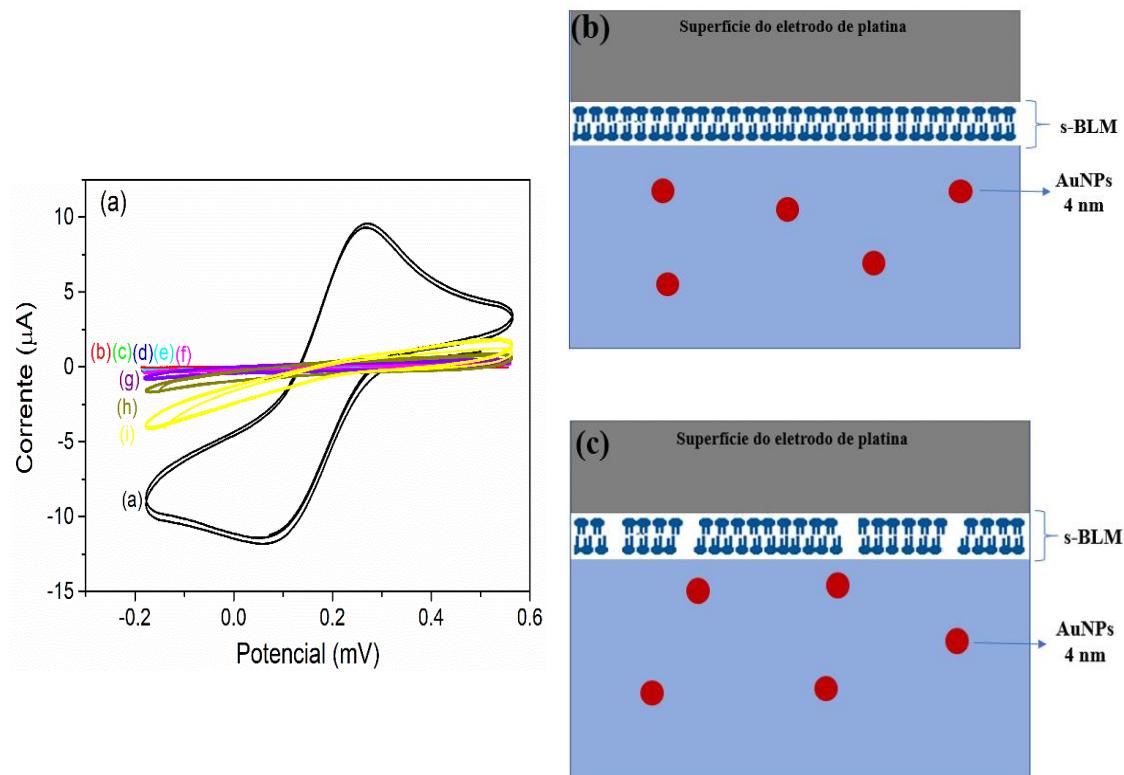 (a)
Corrente (µA)
10
5
0
-5
-10
-15
(b) (c) (d) (e) (f)
(g)
(h)
(i)
(a)
-0.2 0.0 0.2 0.4 0.6
Potencial (mV)
(b)
Superfície do eletrodo de platina
s-BLM
AuNPs
4 nm
(c)
Superfície do eletrodo de platina
s-BLM
AuNPs
4 nm